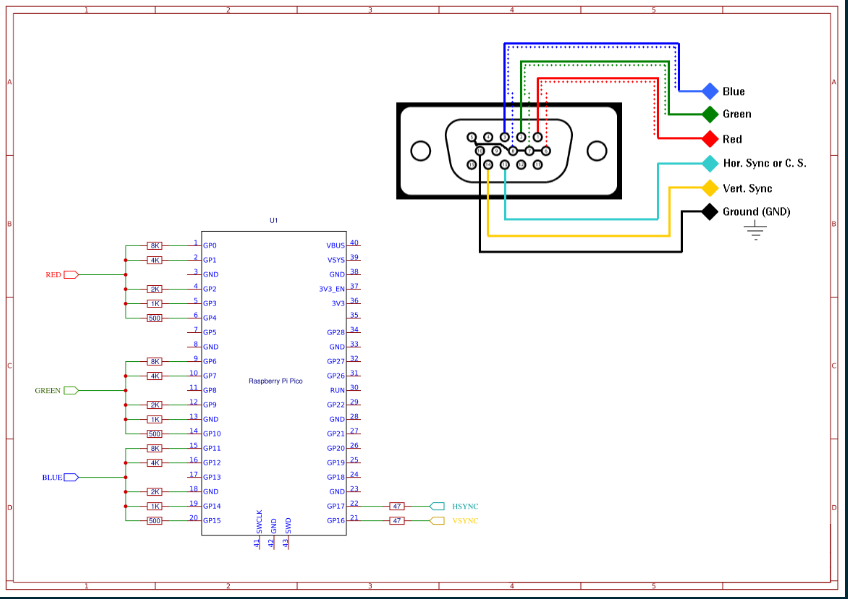 1 2 3 4 5
A
B
C
D
A
B
C
D
Blue
Green
Red
Hor. Sync or C. S.
Vert. Sync
Ground (GND)
U1
Raspberry Pi Pico
RED
8K 1 GP0
4K 2 GP1
3 GND
2K 4 GP2
1K 5 GP3
500 6 GP4
7 GP5
8 GND
GREEN
8K 9 GP6
4K 10 GP7
11 GP8
2K 12 GP9
1K 13 GND
500 14 GP10
BLUE
8K 15 GP11
4K 16 GP12
17 GP13
2K 18 GND
1K 19 GP14
500 20 GP15
VBUS 40
VSYS 39
GND 38
3V3_EN 37
3V3 36
35
GP28 34
GND 33
GP27 32
GP26 31
RUN 30
GP22 29
GND 28
GP21 27
GP20 26
GP19 25
GP18 24
GND 23
GP17 22 47 HSYNC
GP16 21 47 VSYNC
SWCLK 41
GND 42
SWD 43
1 2 3 4 5